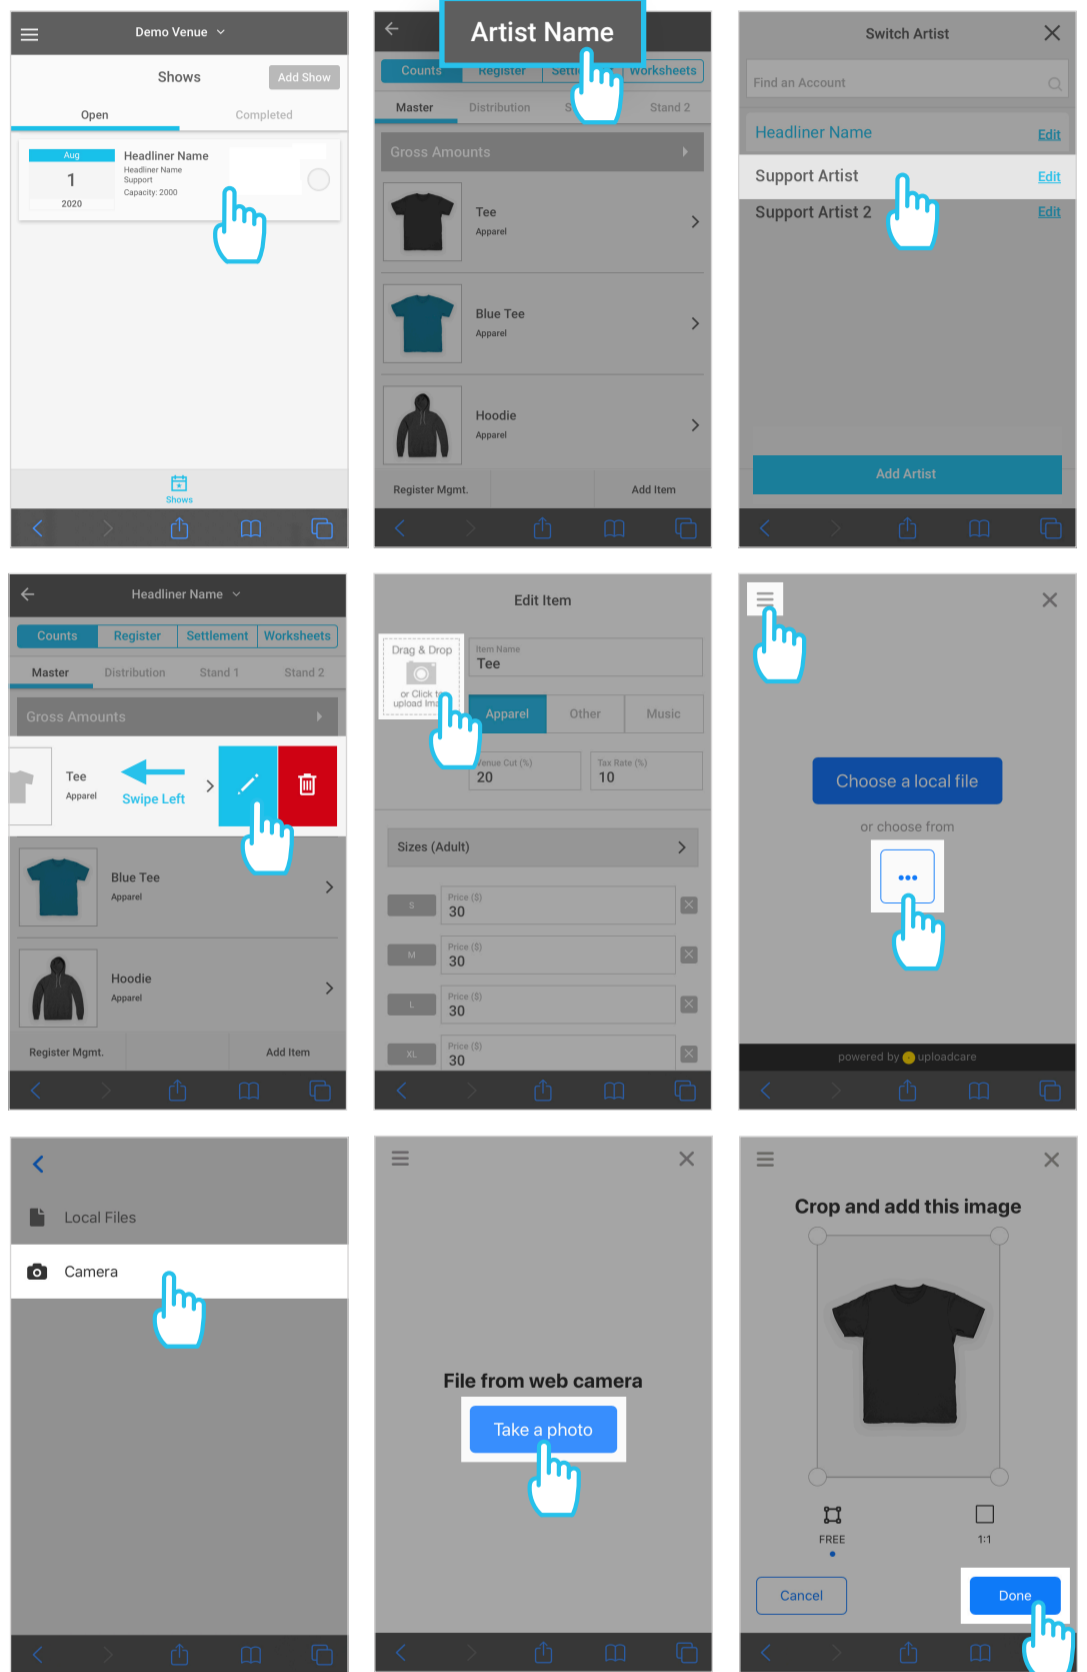 Demo Venue
Shows
Add Show
Open
Completed
Aug
1
2020
Headliner Name
Headliner Name
Support
Capacity: 2000
Shows
Artist Name
Counts
Register
Worksheets
Master
Distribution
Stand 2
Gross Amounts
Tee
Apparel
Blue Tee
Apparel
Hoodie
Apparel
Register Mgmt.
Add Item
Switch Artist
Find an Account
Headliner Name
Edit
Support Artist
Edit
Support Artist 2
Edit
Add Artist
Headliner Name
Counts
Register
Settlement
Worksheets
Master
Distribution
Stand 1
Stand 2
Gross Amounts
Tee
Apparel
Swipe Left
Blue Tee
Apparel
Hoodie
Apparel
Register Mgmt.
Add Item
Edit Item
Drag & Drop
or Click to
upload Ima
Item Name
Tee
Apparel
Other
Music
Venue Cut (%)
20
Tax Rate (%)
10
Sizes (Adult)
S
Price ($)
30
M
Price ($)
30
L
Price ($)
30
XL
Price ($)
30
Choose a local file
or choose from
powered by uploadcare
Local Files
Camera
File from web camera
Take a photo
Crop and add this image
FREE
1:1
Cancel
Done